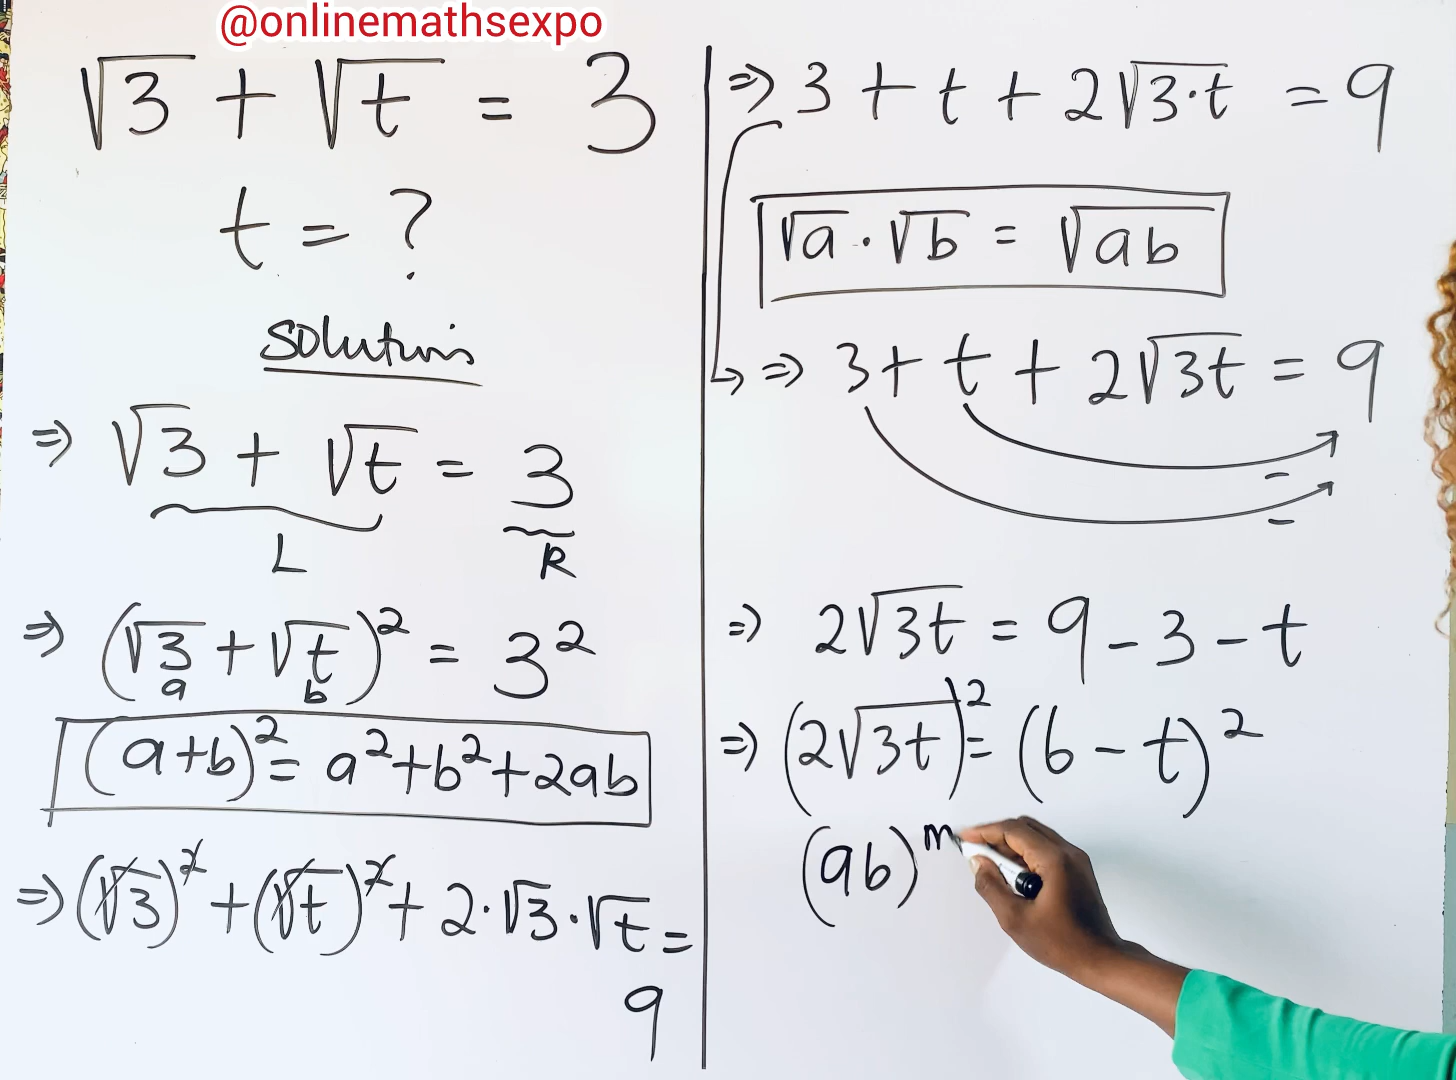 @onlinemathsexpo
√3 + √t = 3
t = ?
Solutions
⇒ √3 + √t = 3
L R
⇒ (√3 + √t)² = 3²
a b
(a+b)² = a²+b²+2ab
⇒ (√3)² + (√t)² + 2·√3·√t =
9
⇒ 3 + t + 2√3·t = 9
√a · √b = √ab
⇒ 3 + t + 2√3t = 9
-
-
⇒ 2√3t = 9 - 3 - t
⇒ (2√3t)² = (6 - t)²
(ab)ᵐ